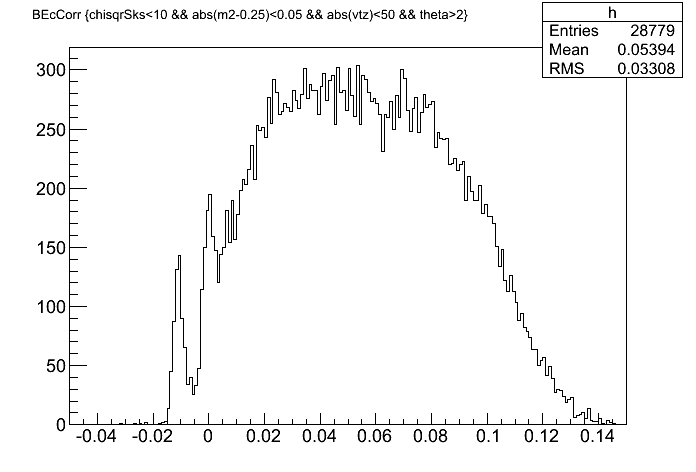 BEcCorr {chisqrSks<10 && abs(m2-0.25)<0.05 && abs(vtz)<50 && theta>2}
h
Entries 28779
Mean 0.05394
RMS 0.03308
300
250
200
150
100
50
0
-0.04 -0.02 0 0.02 0.04 0.06 0.08 0.1 0.12 0.14